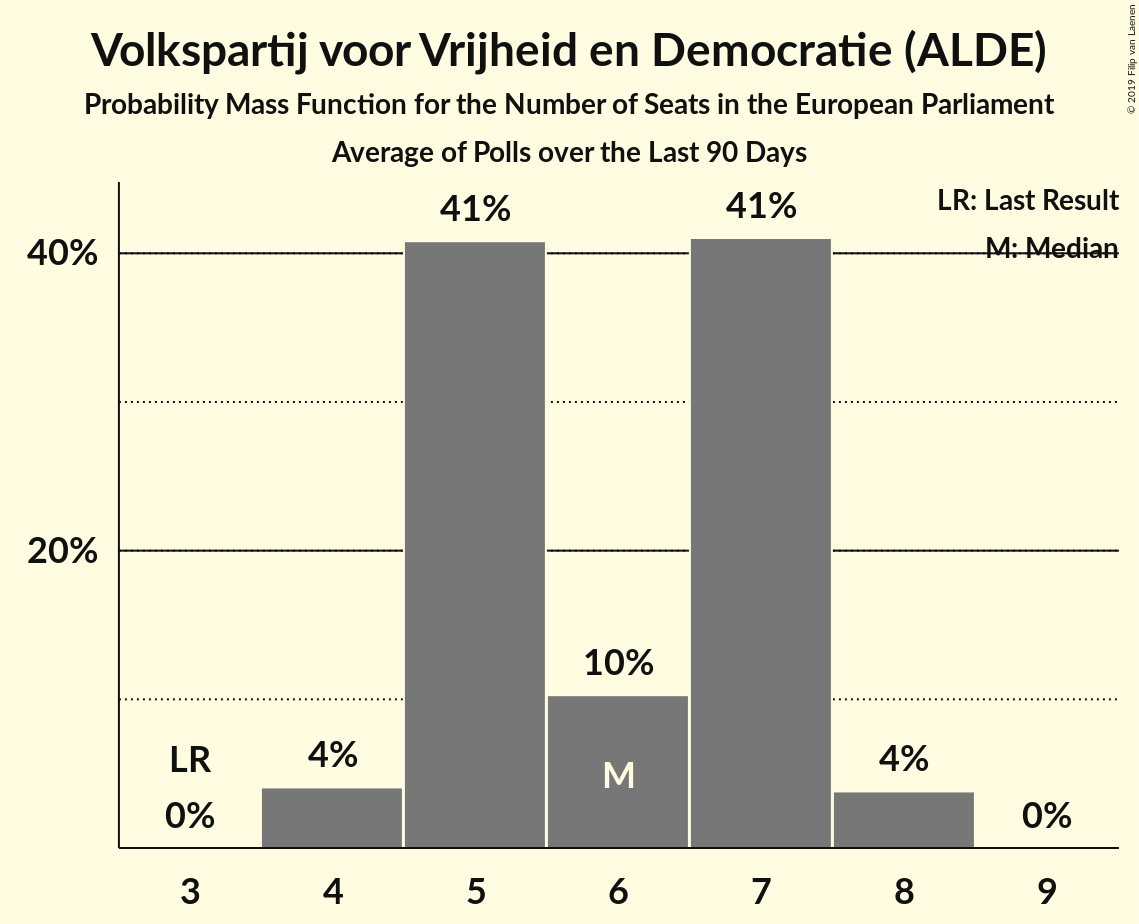 Volkspartij voor Vrijheid en Democratie (ALDE)
Probability Mass Function for the Number of Seats in the European Parliament
Average of Polls over the Last 90 Days
© 2019 Filip van Laenen
LR: Last Result
M: Median
40%
20%
41%
41%
10%
M
LR
0%
4%
4%
0%
3 4 5 6 7 8 9